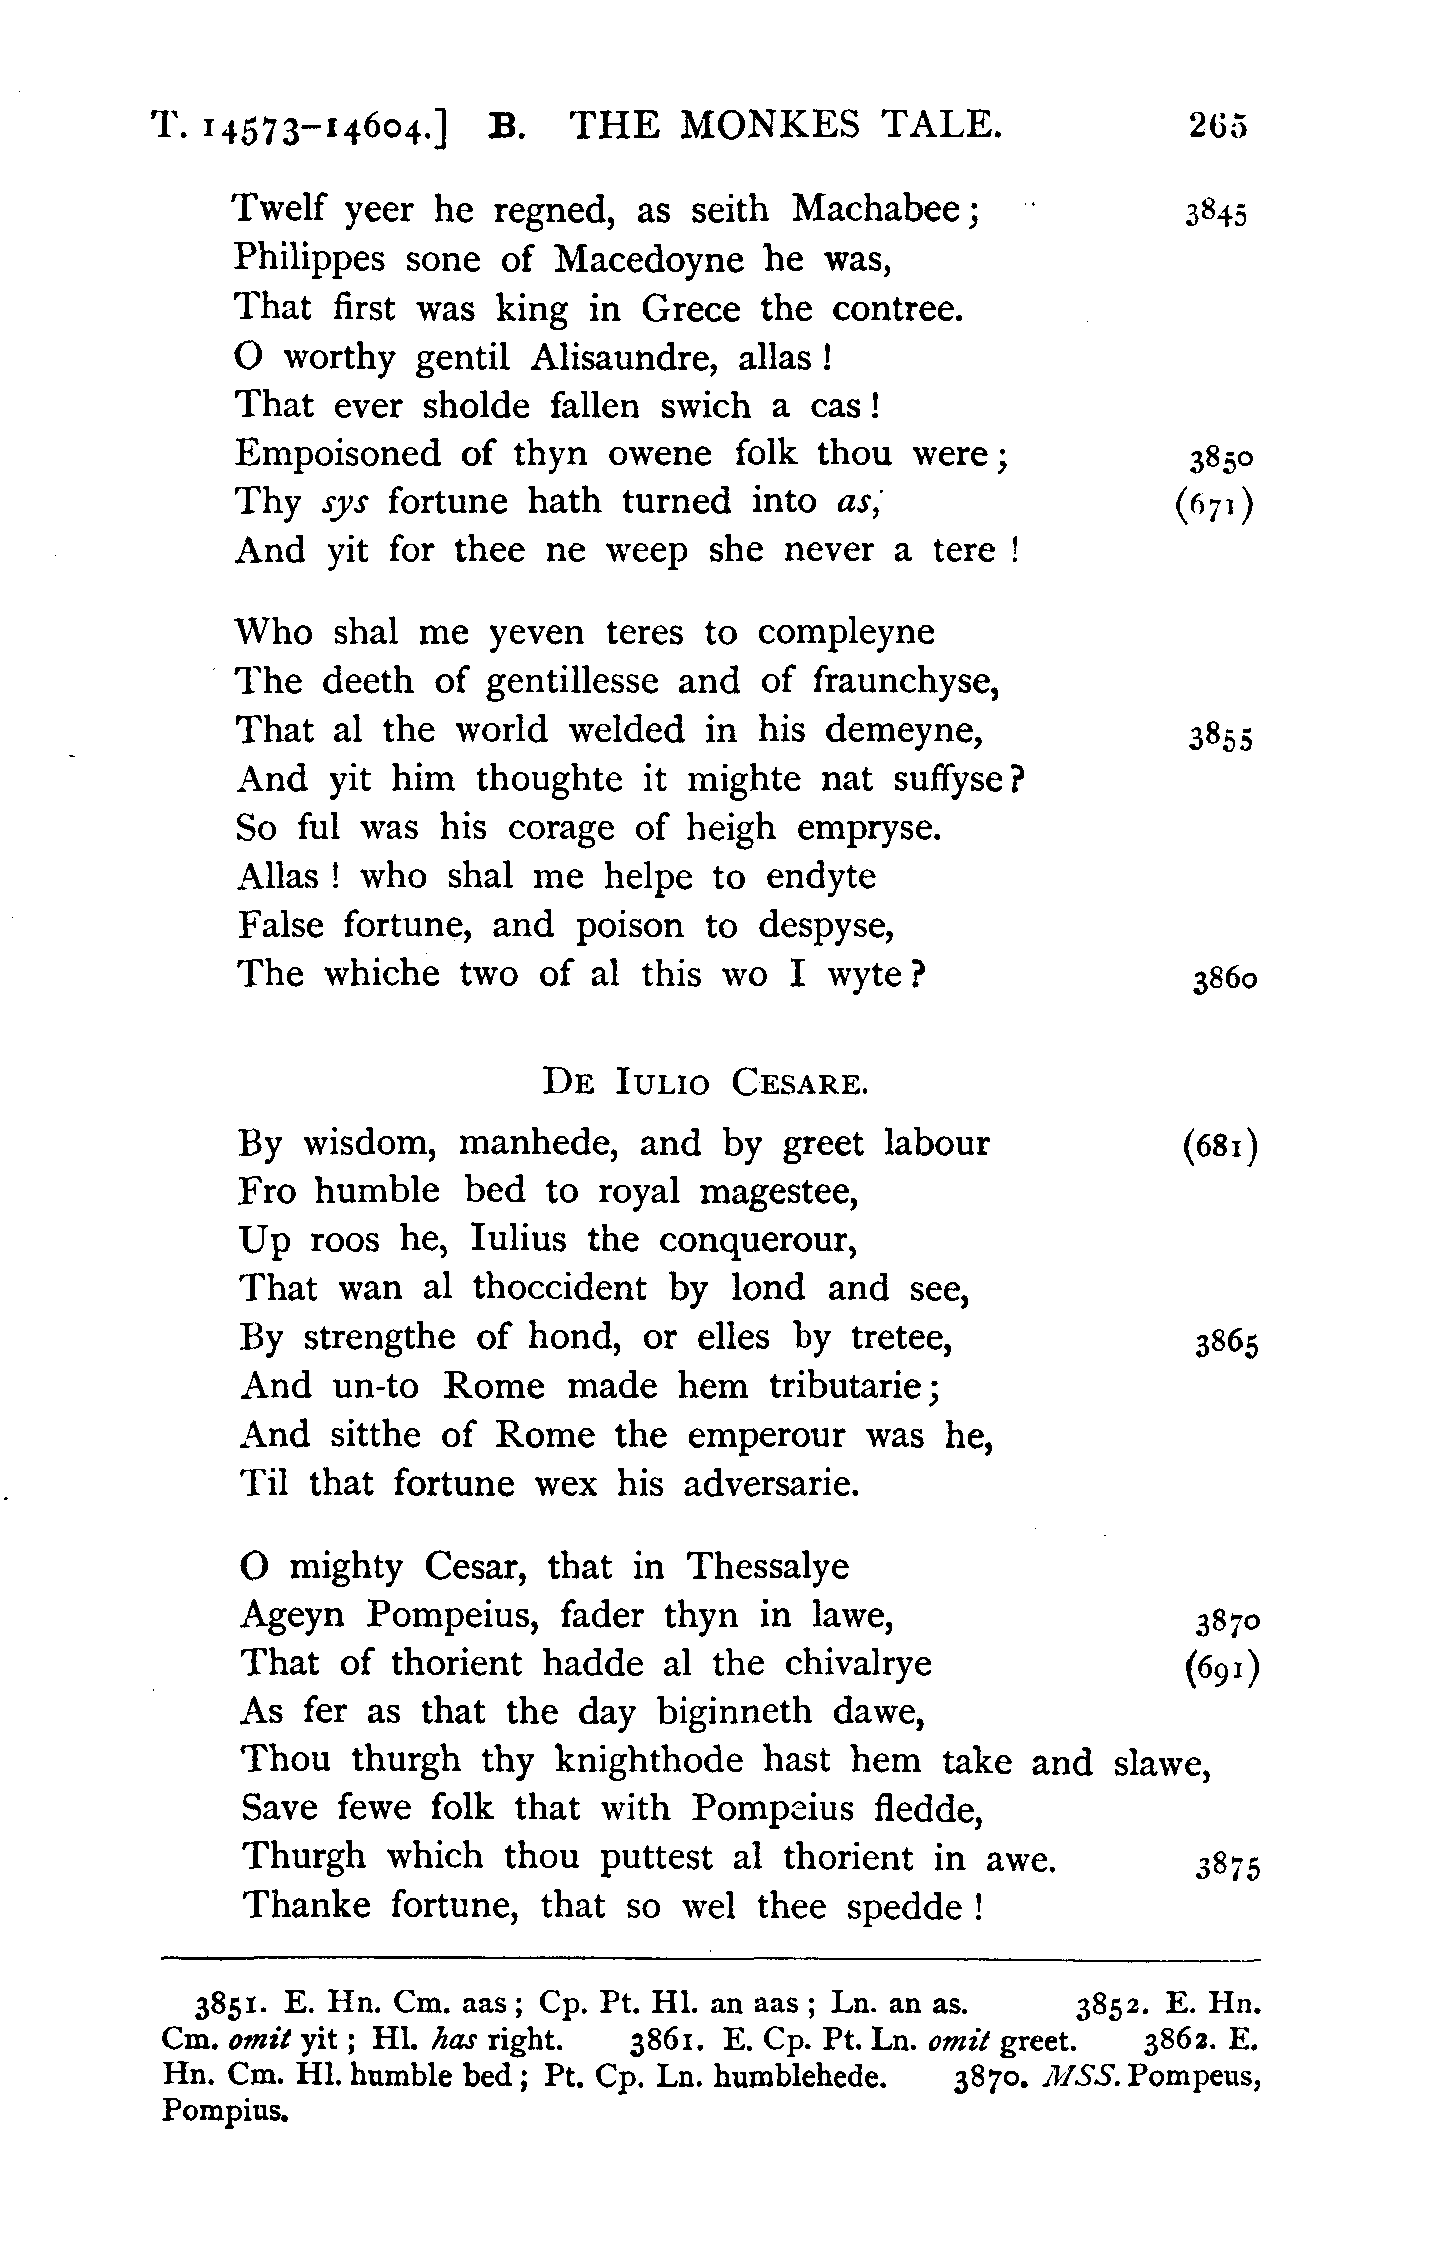 T. 14573–14604.] B. THE MONKES TALE. 265
Twelf yeer he regned, as seith Machabee; 3845
Philippes sone of Macedoyne he was,
That first was king in Grece the contree.
O worthy gentil Alisaundre, allas!
That ever sholde fallen swich a cas!
Empoisoned of thyn owene folk thou were; 3850
Thy sys fortune hath turned into as; (671)
And yit for thee ne weep she never a tere!
Who shal me yeven teres to compleyne
The deeth of gentillesse and of fraunchyse,
That al the world welded in his demeyne, 3855
And yit him thoughte it mighte nat suffyse?
So ful was his corage of heigh empryse.
Allas! who shal me helpe to endyte
False fortune, and poison to despyse,
The whiche two of al this wo I wyte? 3860
DE IULIO CESARE.
By wisdom, manhede, and by greet labour (681)
Fro humble bed to royal magestee,
Up roos he, Iulius the conquerour,
That wan al thoccident by lond and see,
By strengthe of hond, or elles by tretee, 3865
And un-to Rome made hem tributarie;
And sitthe of Rome the emperour was he,
Til that fortune wex his adversarie.
O mighty Cesar, that in Thessalye
Ageyn Pompeius, fader thyn in lawe, 3870
That of thorient hadde al the chivalrye (691)
As fer as that the day biginneth dawe,
Thou thurgh thy knighthode hast hem take and slawe,
Save fewe folk that with Pompeius fledde,
Thurgh which thou puttest al thorient in awe. 3875
Thanke fortune, that so wel thee spedde!
3851. E. Hn. Cm. aas; Cp. Pt. Hl. an aas; Ln. an as. 3852. E. Hn.
Cm. omit yit; Hl. has right. 3861. E. Cp. Pt. Ln. omit greet. 3862. E.
Hn. Cm. Hl. humble bed; Pt. Cp. Ln. humblehede. 3870. MSS. Pompeus,
Pompius.